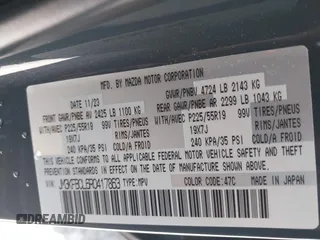 MFD. BY MAZDA MOTOR CORPORATION
DATE 11/23 GVWR/PNBV 4724 LB 2143 KG
FRONT GAWR/PNBE AV 2425 LB 1100 KG REAR GAWR/PNBE AR 2299 LB 1043 KG
WITH/AVEC P225/55R19 99V TIRES/PNEUS WITH/AVEC P225/55R19 99V TIRES/PNEUS
19X7J RIMS/JANTES 19X7J RIMS/JANTES
240 KPA/35 PSI COLD/À FROID 240 KPA/35 PSI COLD/À FROID
THIS VEHICLE CONFORMS TO ALL APPLICABLE FEDERAL MOTOR VEHICLE SAFETY AND
THEFT PREVENTION STANDARDS IN EFFECT ON THE DATE OF MANUFACTURE SHOWN ABOVE.
TYPE: MPV COLOR CODE: 47C MADE IN JAPAN
DREAMBID